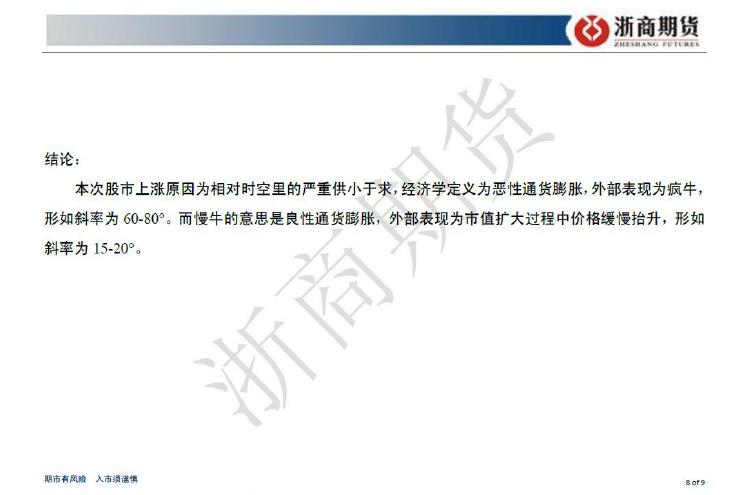 浙商期货
ZHESHANG FUTURES
结论：
本次股市上涨原因为相对时空里的严重供小于求，经济学定义为恶性通货膨胀，外部表现为疯牛，
形如斜率为 60-80°。而慢牛的意思是良性通货膨胀，外部表现为市值扩大过程中价格缓慢抬升，形如
斜率为 15-20°。
浙商期货
期市有风险 入市须谨慎
8 of 9